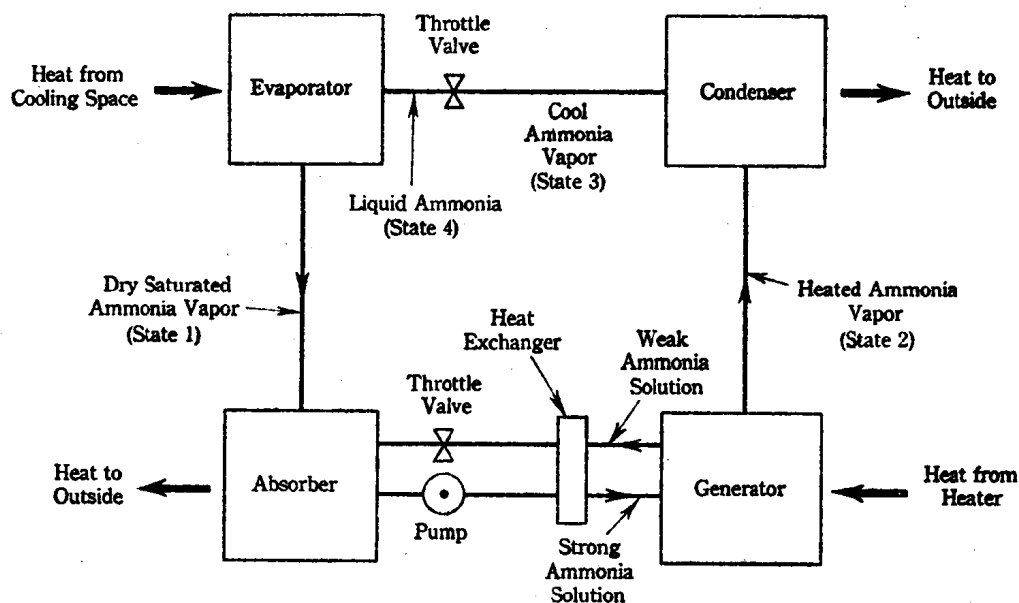 Throttle
Valve
Heat from
Cooling Space
Evaporator
Condenser
Heat to
Outside
Cool
Ammonia
Vapor
(State 3)
Liquid Ammonia
(State 4)
Dry Saturated
Ammonia Vapor
(State 1)
Heated Ammonia
Vapor
(State 2)
Heat
Exchanger
Weak
Ammonia
Solution
Throttle
Valve
Heat to
Outside
Absorber
Generator
Heat from
Heater
Pump
Strong
Ammonia
Solution